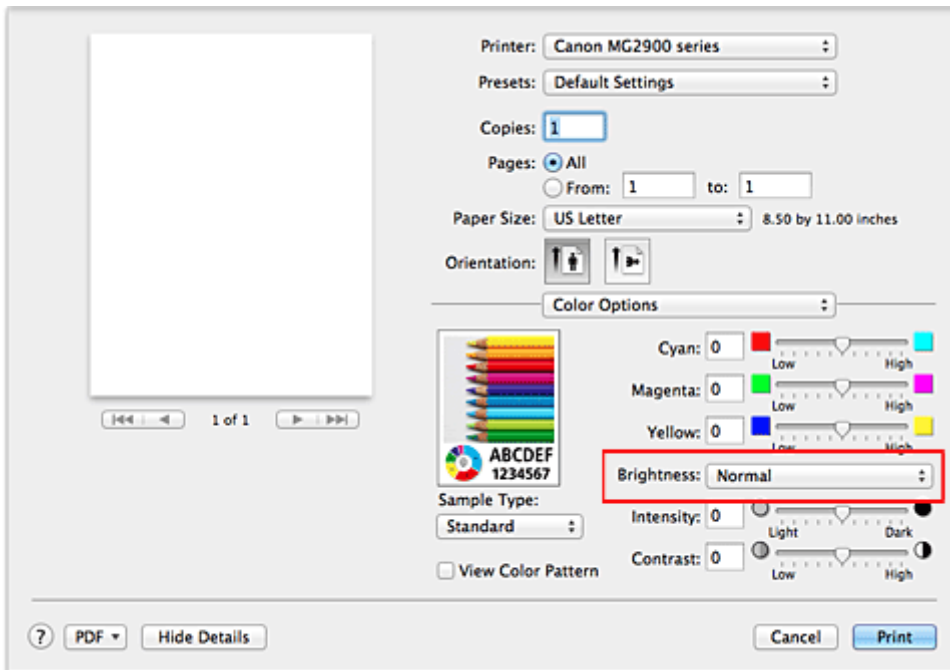 Printer: Canon MG2900 series
Presets: Default Settings
Copies: 1
Pages: All
From: 1 to: 1
Paper Size: US Letter 8.50 by 11.00 inches
Orientation:
Color Options
Cyan: 0
Low High
Magenta: 0
Low High
Yellow: 0
Low High
Brightness: Normal
Intensity: 0
Light Dark
Contrast: 0
Low High
ABCDEF
1234567
Sample Type:
Standard
View Color Pattern
1 of 1
? PDF Hide Details Cancel Print